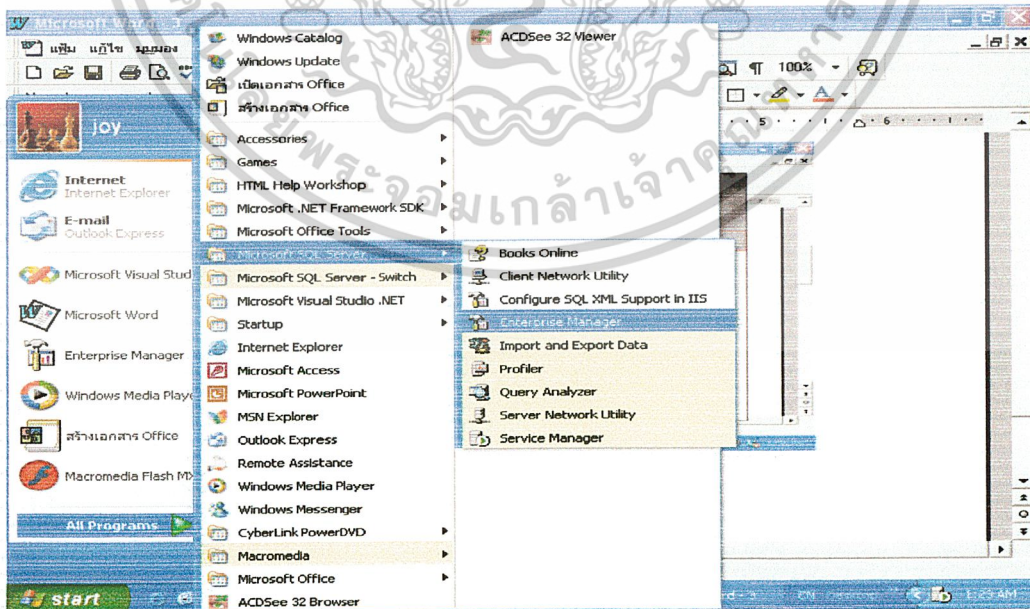 Microsoft Word - 3
แฟ้ม แก้ไข มุมมอง
100%
5 6
joy
Internet
Internet Explorer
E-mail
Outlook Express
Microsoft Visual Stud
Microsoft Word
Enterprise Manager
Windows Media Playe
สร้างเอกสาร Office
Macromedia Flash MX
All Programs
start
Windows Catalog
Windows Update
เปิดเอกสาร Office
สร้างเอกสาร Office
Accessories
Games
HTML Help Workshop
Microsoft .NET Framework SDK
Microsoft Office Tools
Microsoft SQL Server
Microsoft SQL Server - Switch
Microsoft Visual Studio .NET
Startup
Internet Explorer
Microsoft Access
Microsoft PowerPoint
MSN Explorer
Outlook Express
Remote Assistance
Windows Media Player
Windows Messenger
CyberLink PowerDVD
Macromedia
Microsoft Office
ACDSee 32 Browser
ACDSee 32 Viewer
Books Online
Client Network Utility
Configure SQL XML Support in IIS
Enterprise Manager
Import and Export Data
Profiler
Query Analyzer
Server Network Utility
Service Manager
EN
1:29 AM